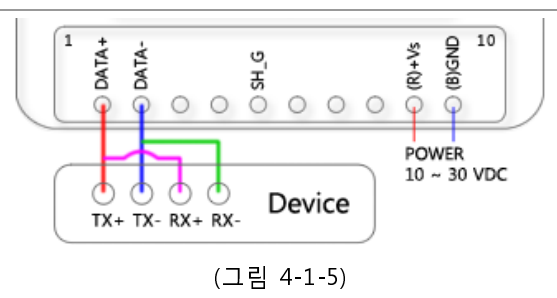 1
DATA+
DATA-
SH_G
(R)+Vs
(B)GND
10
POWER
10 ~ 30 VDC
TX+ TX- RX+ RX-
Device
(그림 4-1-5)